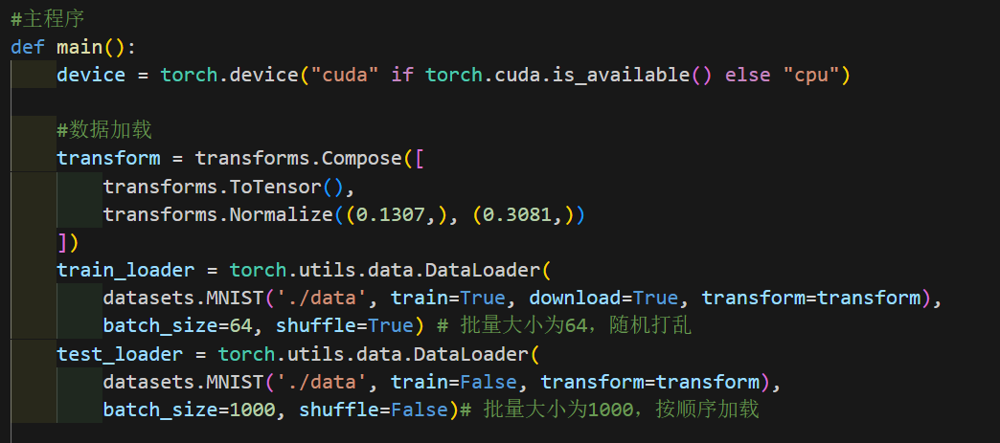 #主程序
def main():
    device = torch.device("cuda" if torch.cuda.is_available() else "cpu")
    #数据加载
    transform = transforms.Compose([
        transforms.ToTensor(),
        transforms.Normalize((0.1307,), (0.3081,))
    ])
    train_loader = torch.utils.data.DataLoader(
        datasets.MNIST('./data', train=True, download=True, transform=transform),
        batch_size=64, shuffle=True) # 批量大小为64，随机打乱
    test_loader = torch.utils.data.DataLoader(
        datasets.MNIST('./data', train=False, transform=transform),
        batch_size=1000, shuffle=False)# 批量大小为1000，按顺序加载